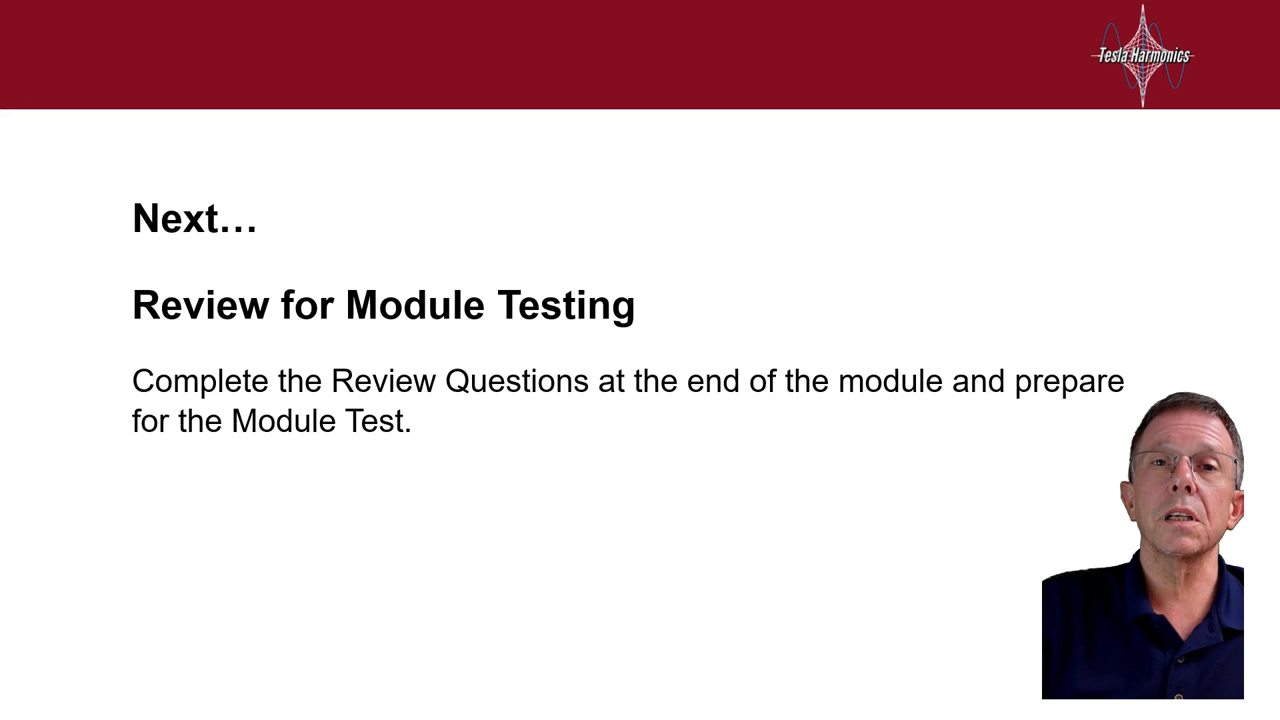 Tesla Harmonics
Next…
Review for Module Testing
Complete the Review Questions at the end of the module and prepare
for the Module Test.